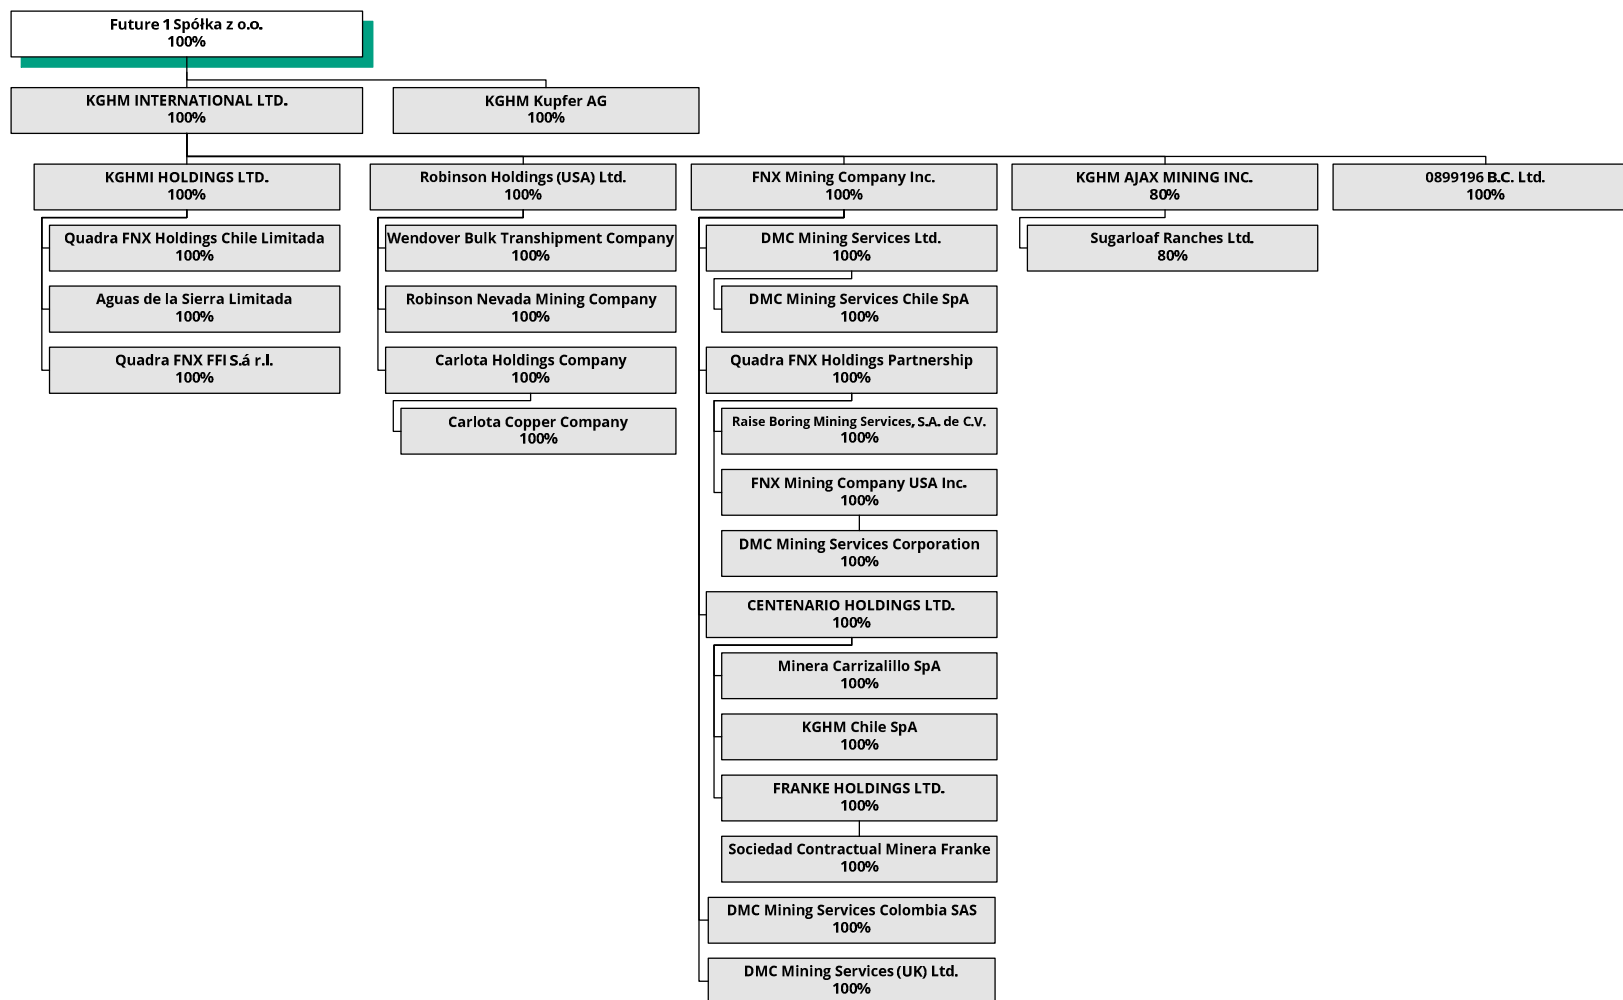 Future 1 Spółka z o.o.
100%
KGHM INTERNATIONAL LTD.
100%
KGHM Kupfer AG
100%
KGHMI HOLDINGS LTD.
100%
Robinson Holdings (USA) Ltd.
100%
FNX Mining Company Inc.
100%
KGHM AJAX MINING INC.
80%
0899196 B.C. Ltd.
100%
Quadra FNX Holdings Chile Limitada
100%
Aguas de la Sierra Limitada
100%
Quadra FNX FFI S.á r.l.
100%
Wendover Bulk Transhipment Company
100%
Robinson Nevada Mining Company
100%
Carlota Holdings Company
100%
Carlota Copper Company
100%
DMC Mining Services Ltd.
100%
DMC Mining Services Chile SpA
100%
Quadra FNX Holdings Partnership
100%
Raise Boring Mining Services, S.A. de C.V.
100%
FNX Mining Company USA Inc.
100%
DMC Mining Services Corporation
100%
CENTENARIO HOLDINGS LTD.
100%
Minera Carrizalillo SpA
100%
KGHM Chile SpA
100%
FRANKE HOLDINGS LTD.
100%
Sociedad Contractual Minera Franke
100%
DMC Mining Services Colombia SAS
100%
DMC Mining Services (UK) Ltd.
100%
Sugarloaf Ranches Ltd.
80%